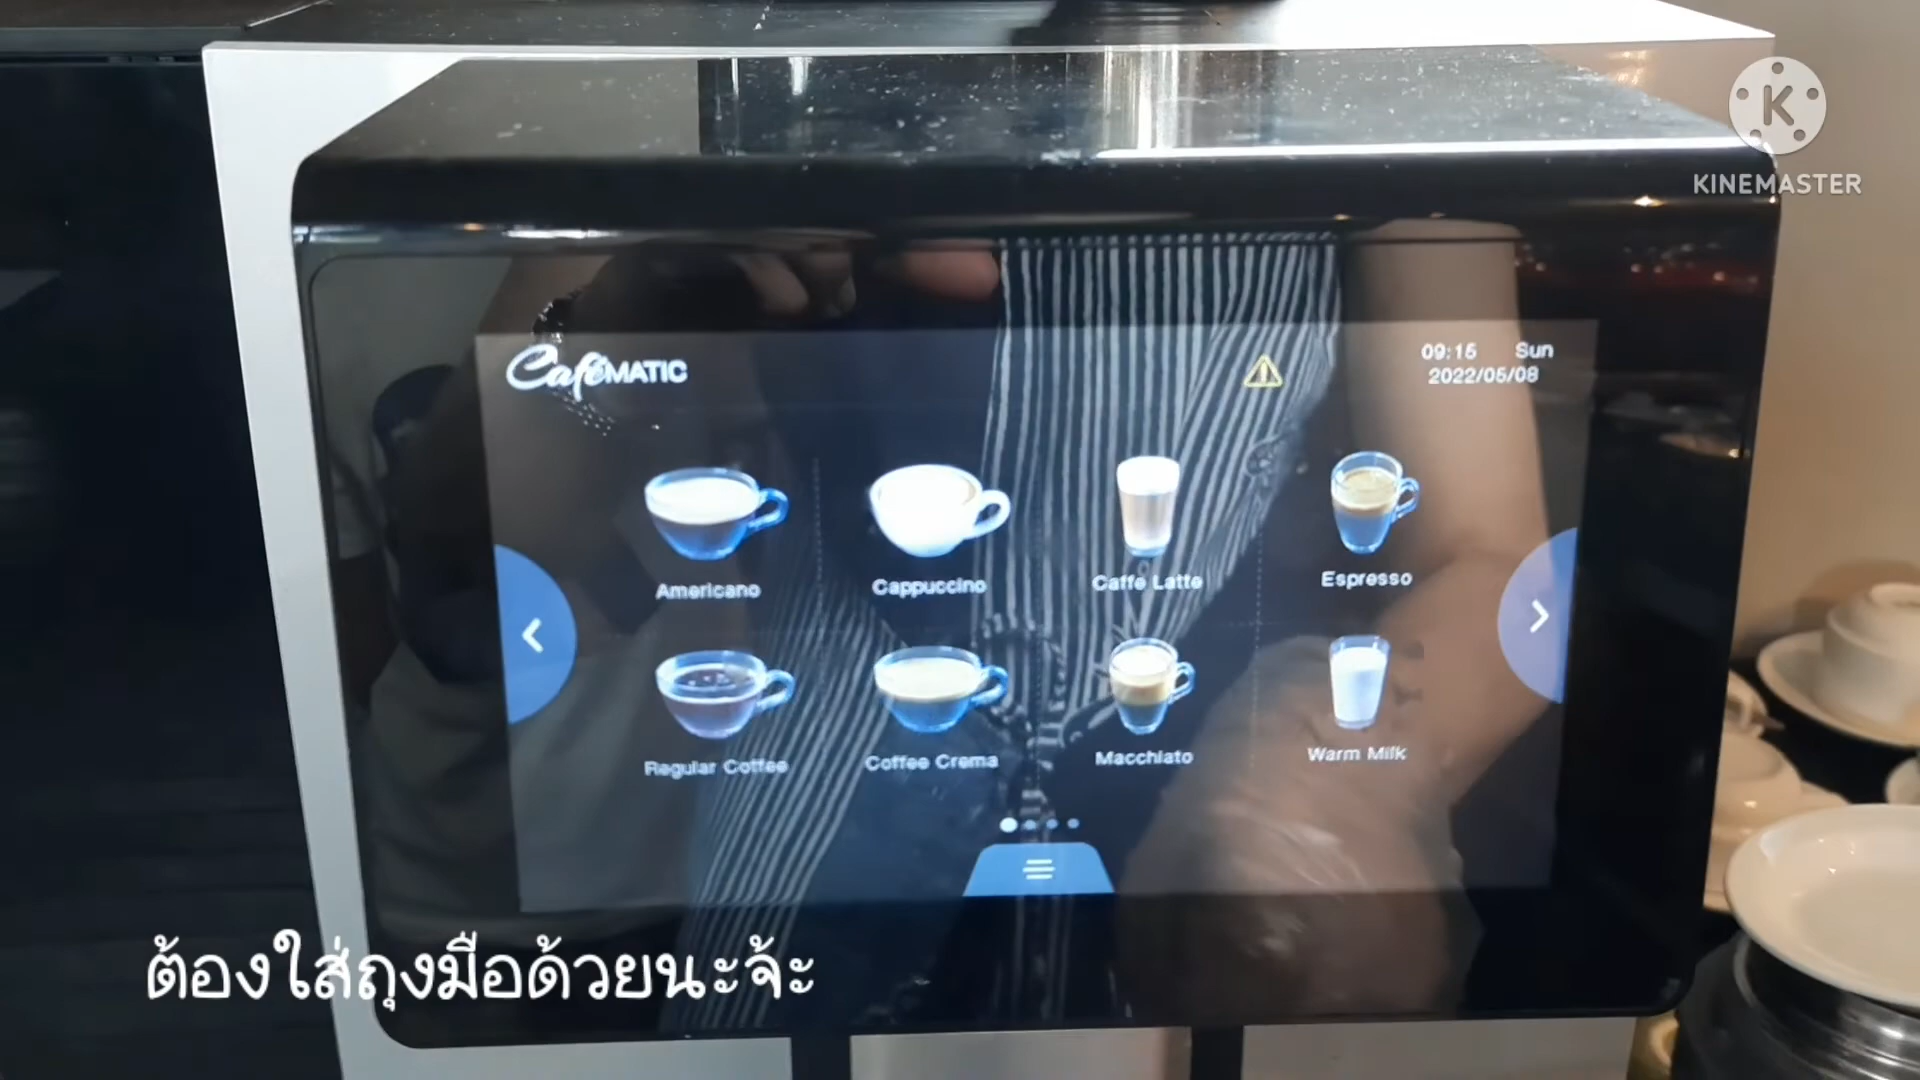 KINEMASTER
CaféMATIC
09:15 Sun
2022/05/08
Americano
Cappuccino
Caffe Latte
Espresso
Regular Coffee
Coffee Crema
Macchiato
Warm Milk
ต้องใส่ถุงมือด้วยนะจ้ะ